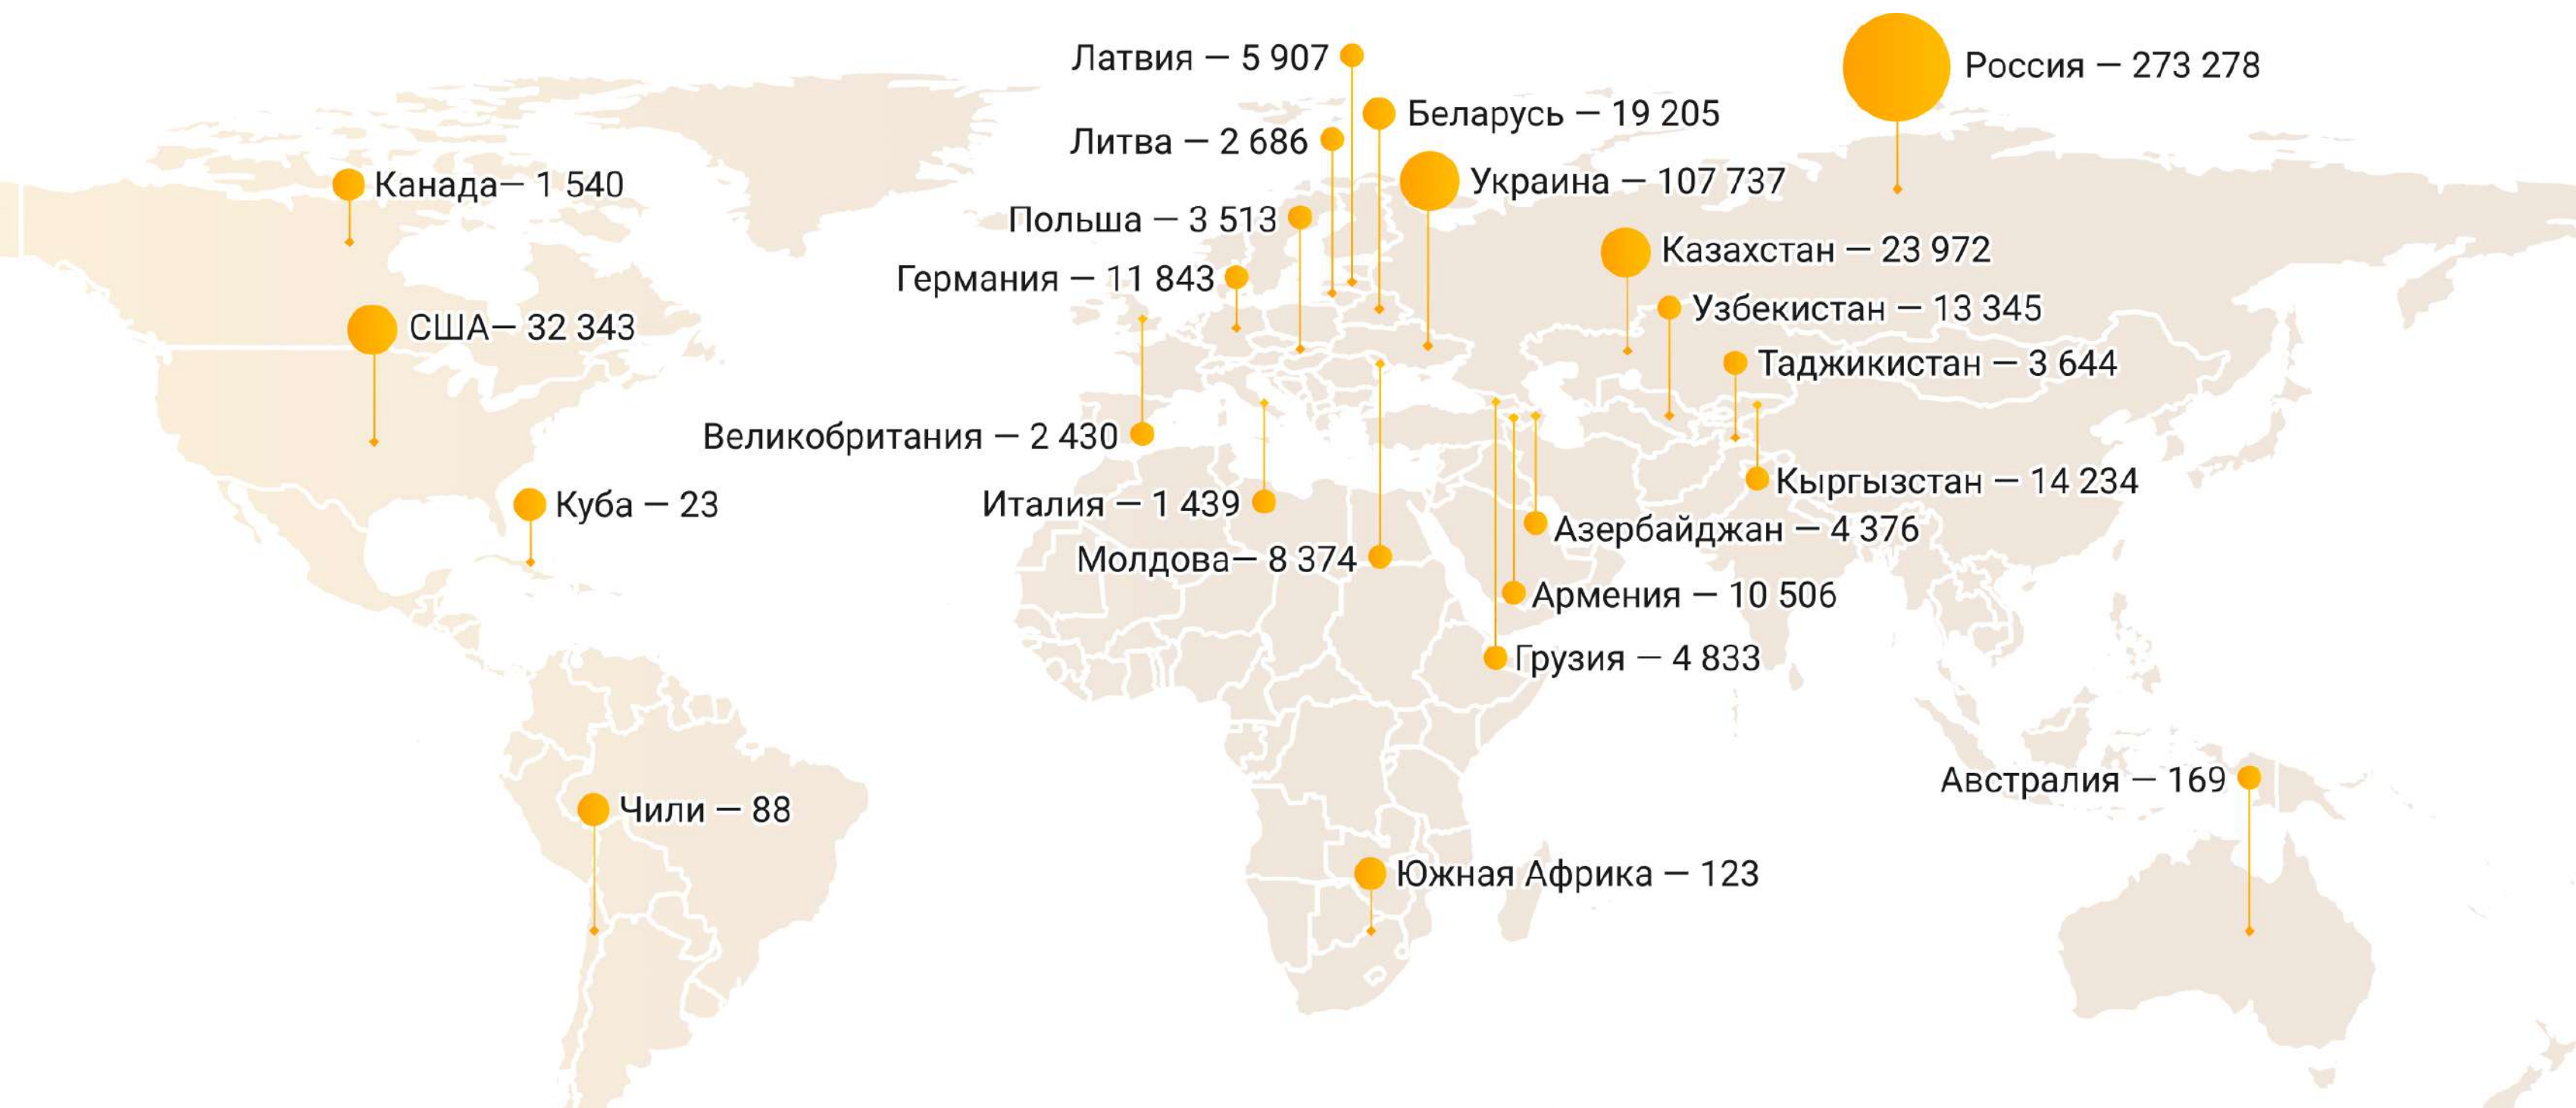 Латвия — 5 907
Россия — 273 278
Беларусь — 19 205
Литва — 2 686
Канада— 1 540
Украина — 107 737
Польша — 3 513
Казахстан — 23 972
Германия — 11 843
Узбекистан — 13 345
США— 32 343
Таджикистан — 3 644
Великобритания — 2 430
Кыргызстан — 14 234
Куба — 23
Италия — 1 439
Азербайджан — 4 376
Молдова— 8 374
Армения — 10 506
Грузия — 4 833
Австралия — 169
Чили — 88
Южная Африка — 123